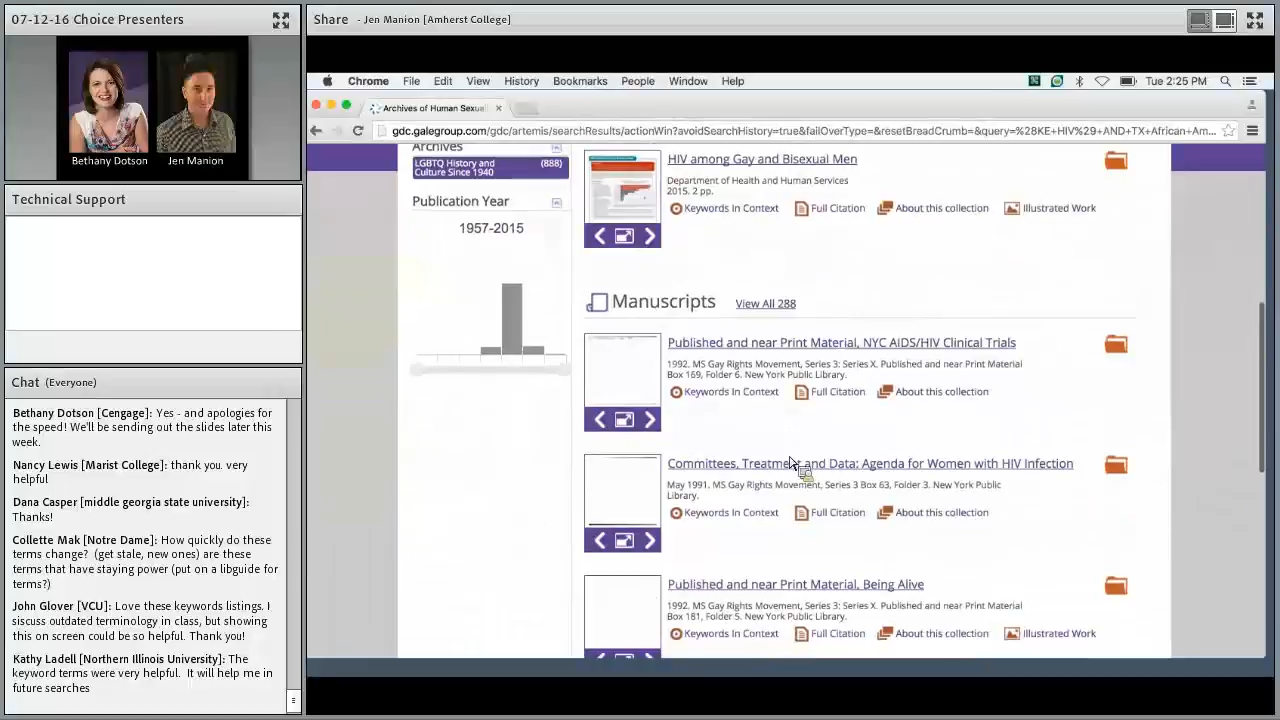 07-12-16 Choice Presenters
Bethany Dotson
Jen Manion
Technical Support
Chat (Everyone)
Bethany Dotson [Cengage]: Yes - and apologies for
the speed! We'll be sending out the slides later this
week.
Nancy Lewis [Marist College]: thank you. very
helpful
Dana Casper [middle georgia state university]:
Thanks!
Collette Mak [Notre Dame]: How quickly do these
terms change? (get stale, new ones) are these
terms that have staying power (put on a libguide for
terms?)
John Glover [VCU]: Love these keywords listings. I
siscuss outdated terminology in class, but showing
this on screen could be so helpful. Thank you!
Kathy Ladell [Northern Illinois University]: The
keyword terms were very helpful. It will help me in
future searches
Share - Jen Manion [Amherst College]
Chrome File Edit View History Bookmarks People Window Help
Tue 2:25 PM
Archives of Human Sexual
gdc.galegroup.com/gdc/artemis/searchResults/actionWin?avoidSearchHistory=true&failOverType=&resetBreadCrumb=&query=%28KE+HIV%29+AND+TX+African+Am...
Archives
LGBTQ History and
Culture Since 1940
(888)
Publication Year
1957-2015
HIV among Gay and Bisexual Men
Department of Health and Human Services
2015. 2 pp.
Keywords In Context Full Citation About this collection Illustrated Work
Manuscripts View All 288
Published and near Print Material, NYC AIDS/HIV Clinical Trials
1992. MS Gay Rights Movement, Series 3: Series X. Published and near Print Material
Box 169, Folder 6. New York Public Library.
Keywords In Context Full Citation About this collection
Committees, Treatment and Data: Agenda for Women with HIV Infection
May 1991. MS Gay Rights Movement, Series 3 Box 63, Folder 3. New York Public
Library.
Keywords In Context Full Citation About this collection
Published and near Print Material, Being Alive
1992. MS Gay Rights Movement, Series 3: Series X. Published and near Print Material
Box 181, Folder 5. New York Public Library.
Keywords In Context Full Citation About this collection Illustrated Work